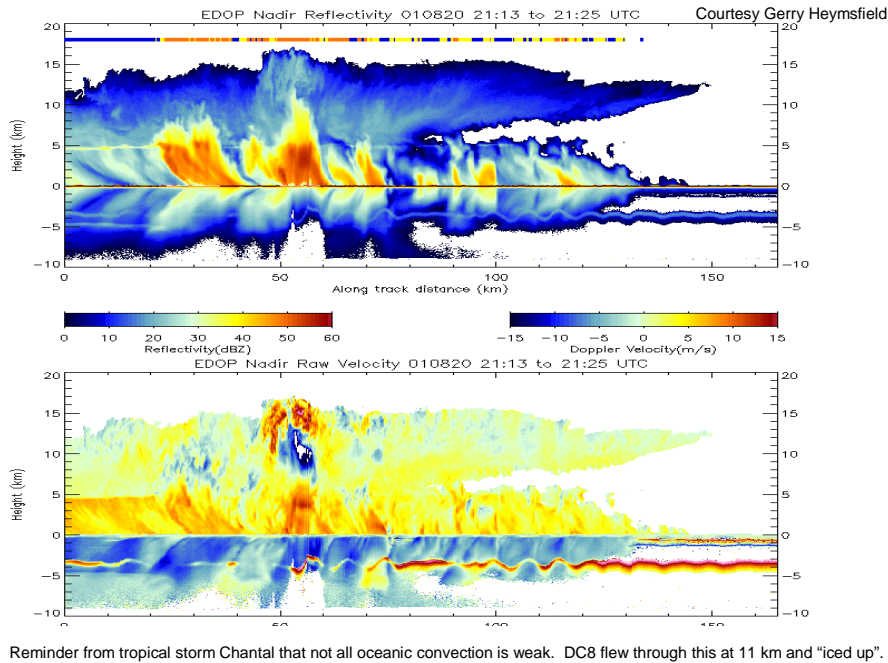 EDOP Nadir Reflectivity 010820 21:13 to 21:25 UTC
Courtesy Gerry Heymsfield
20
15
10
5
0
−5
−10
Height (km)
20
15
10
5
0
−5
−10
0 50 100 150
Along track distance (km)
0 10 20 30 40 50 60
Reflectivity(dBZ)
−15 −10 −5 0 5 10 15
Doppler Velocity(m/s)
EDOP Nadir Raw Velocity 010820 21:13 to 21:25 UTC
20
15
10
5
0
−5
−10
Height (km)
20
15
10
5
0
−5
−10
0 50 100 150
Reminder from tropical storm Chantal that not all oceanic convection is weak. DC8 flew through this at 11 km and “iced up”.